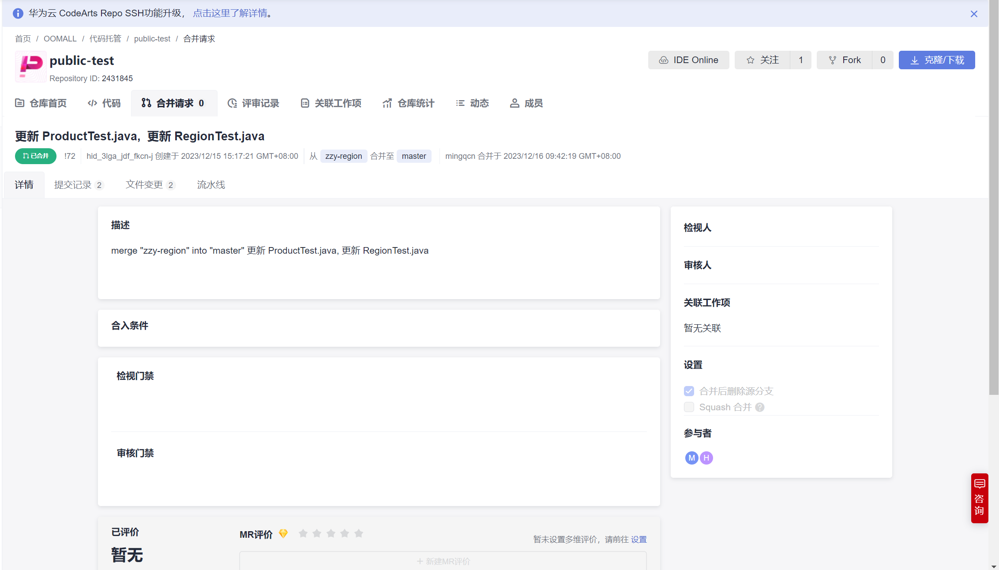 华为云 CodeArts Repo SSH功能升级， 点击这里了解详情。
首页 / OOMALL / 代码托管 / public-test / 合并请求
public-test
Repository ID: 2431845
IDE Online
关注 1
Fork 0
克隆/下载
仓库首页 代码 合并请求 0 评审记录 关联工作项 仓库统计 动态 成员
更新 ProductTest.java, 更新 RegionTest.java
已合并 !72 hid_3lga_jdf_fkcn-j 创建于 2023/12/15 15:17:21 GMT+08:00 从 zzy-region 合并至 master mingqcn 合并于 2023/12/16 09:42:19 GMT+08:00
详情 提交记录 2 文件变更 2 流水线
描述
merge "zzy-region" into "master" 更新 ProductTest.java, 更新 RegionTest.java
合入条件
检视门禁
审核门禁
已评价
暂无
MR评价
暂未设置多维评价，请前往 设置
+ 新建MR评价
检视人
审核人
关联工作项
暂无关联
设置
合并后删除源分支
Squash 合并 ?
参与者
M H
咨询